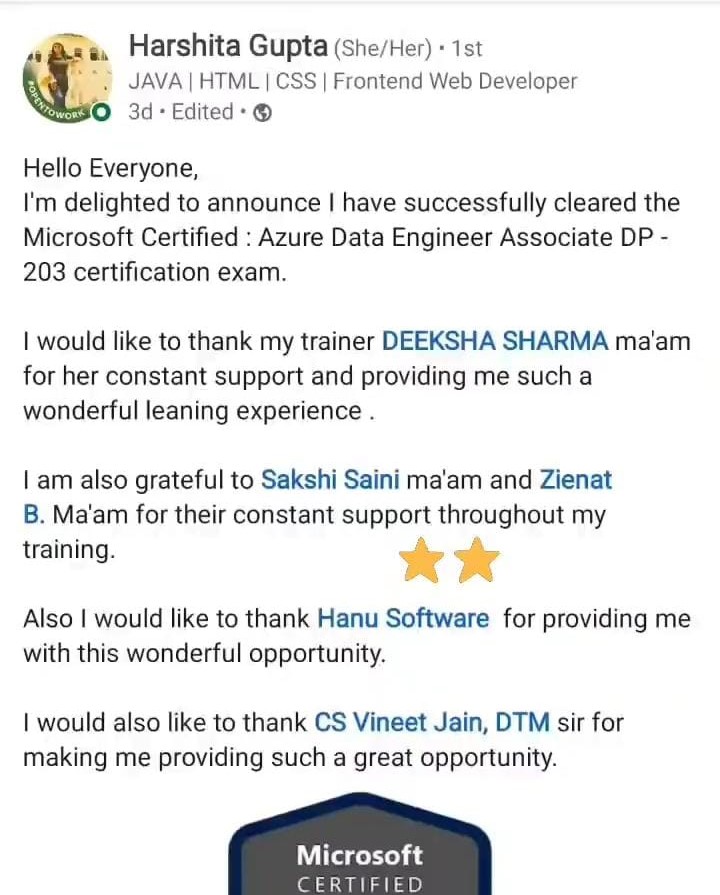 Harshita Gupta (She/Her) • 1st
JAVA | HTML | CSS | Frontend Web Developer
3d • Edited •
#OPENTOWORK
Hello Everyone,
I'm delighted to announce I have successfully cleared the
Microsoft Certified : Azure Data Engineer Associate DP -
203 certification exam.
I would like to thank my trainer DEEKSHA SHARMA ma'am
for her constant support and providing me such a
wonderful leaning experience .
I am also grateful to Sakshi Saini ma'am and Zienat
B. Ma'am for their constant support throughout my
training.
Also I would like to thank Hanu Software for providing me
with this wonderful opportunity.
I would also like to thank CS Vineet Jain, DTM sir for
making me providing such a great opportunity.
Microsoft
CERTIFIED